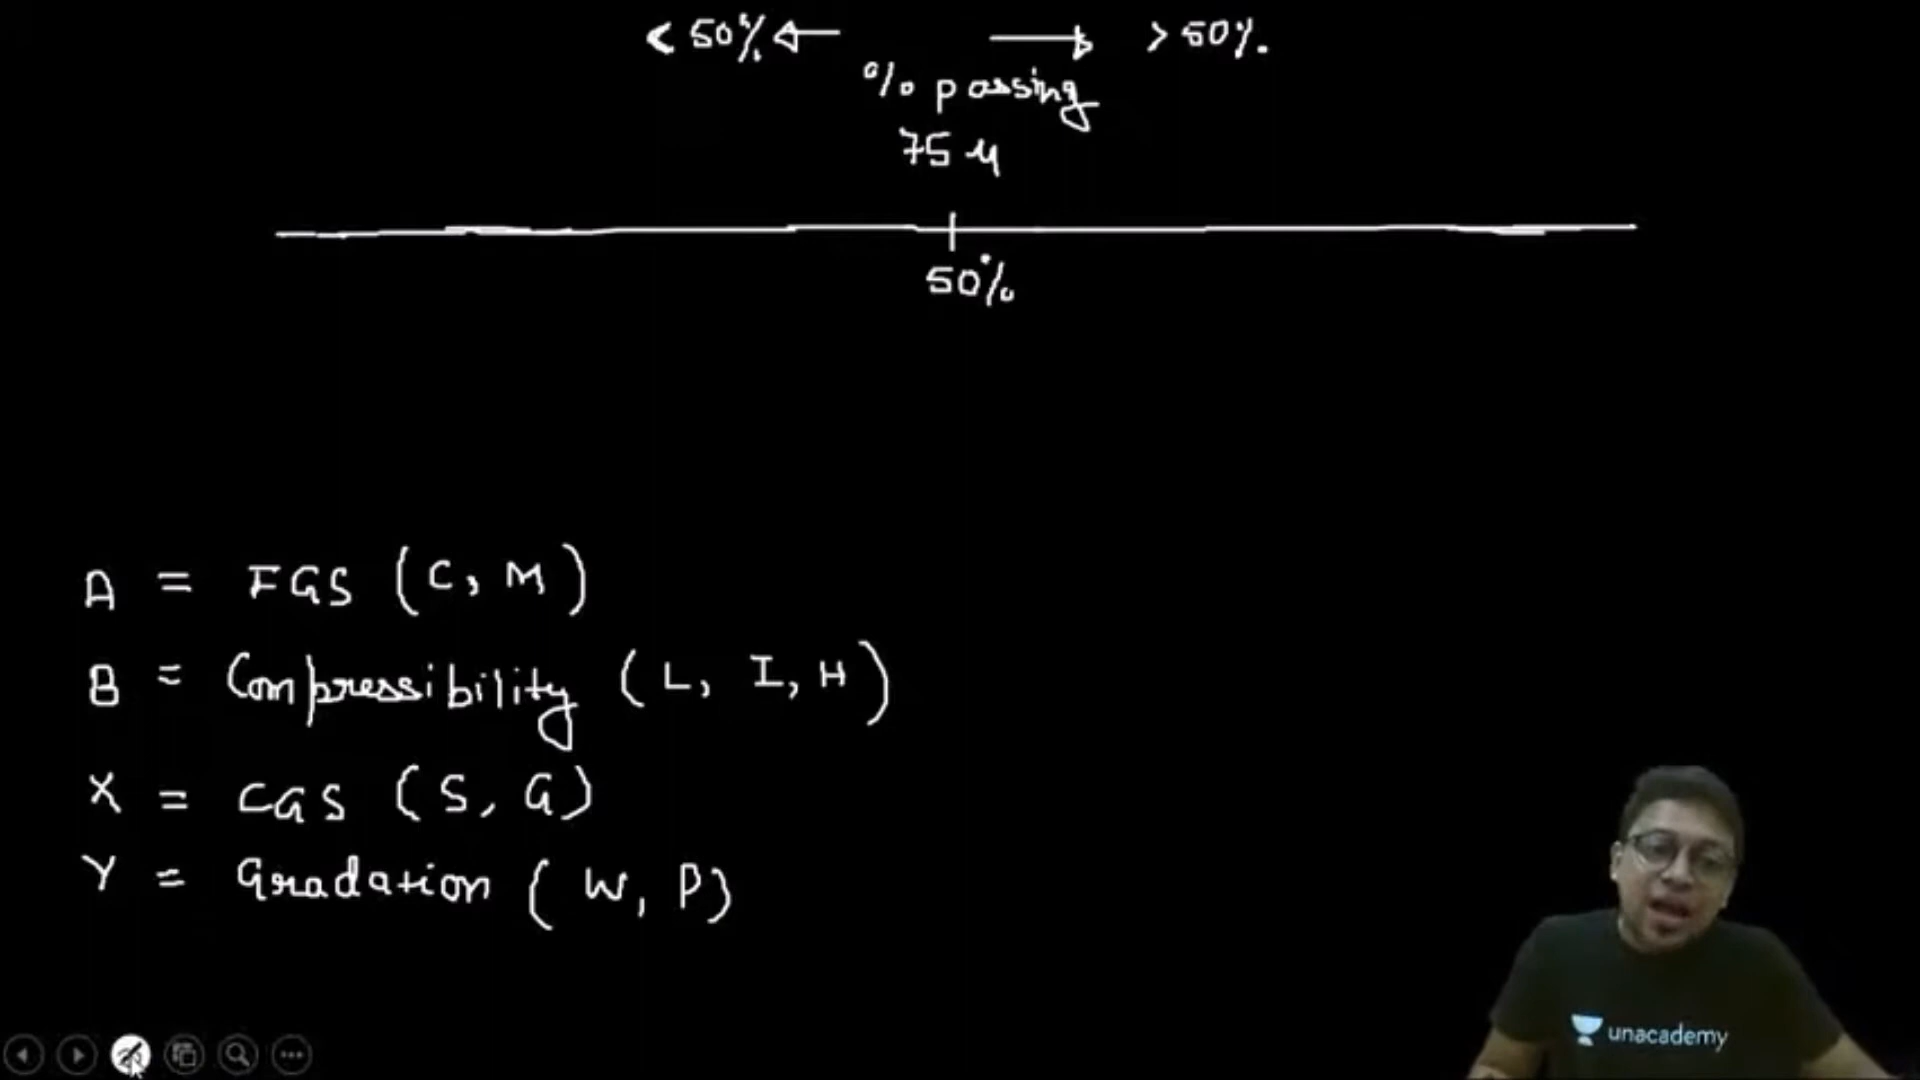 < 50% ← → > 50%.
% passing
75 μ
50%
A = FGS (C, M)
B = Compressibility (L, I, H)
X = CGS (S, G)
Y = Gradation (W, P)
unacademy